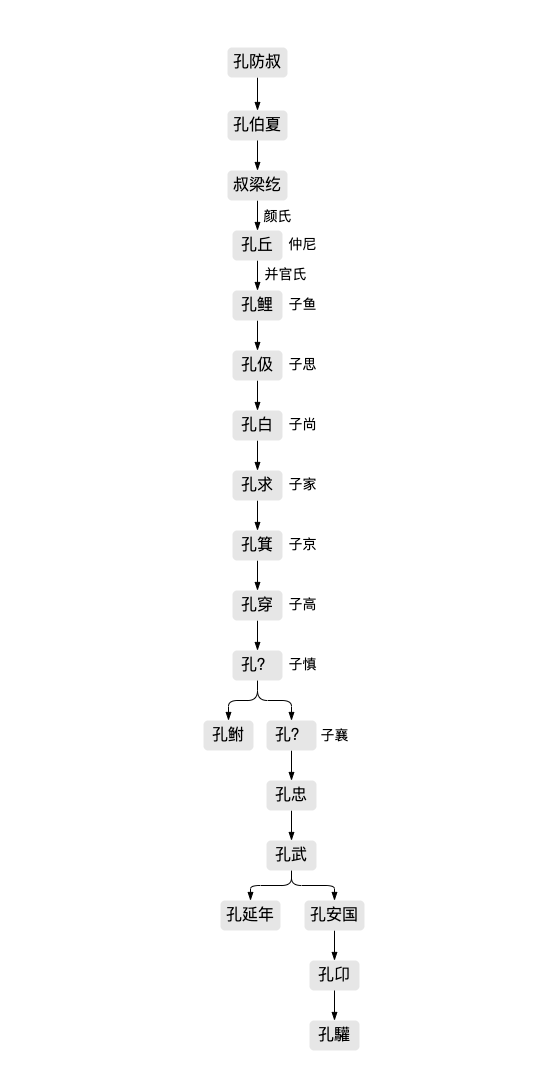 孔防叔
孔伯夏
叔梁纥
颜氏
孔丘 仲尼
并官氏
孔鲤 子鱼
孔伋 子思
孔白 子尚
孔求 子家
孔箕 子京
孔穿 子高
孔? 子慎
孔鲋 孔? 子襄
孔忠
孔武
孔延年 孔安国
孔卬
孔驩